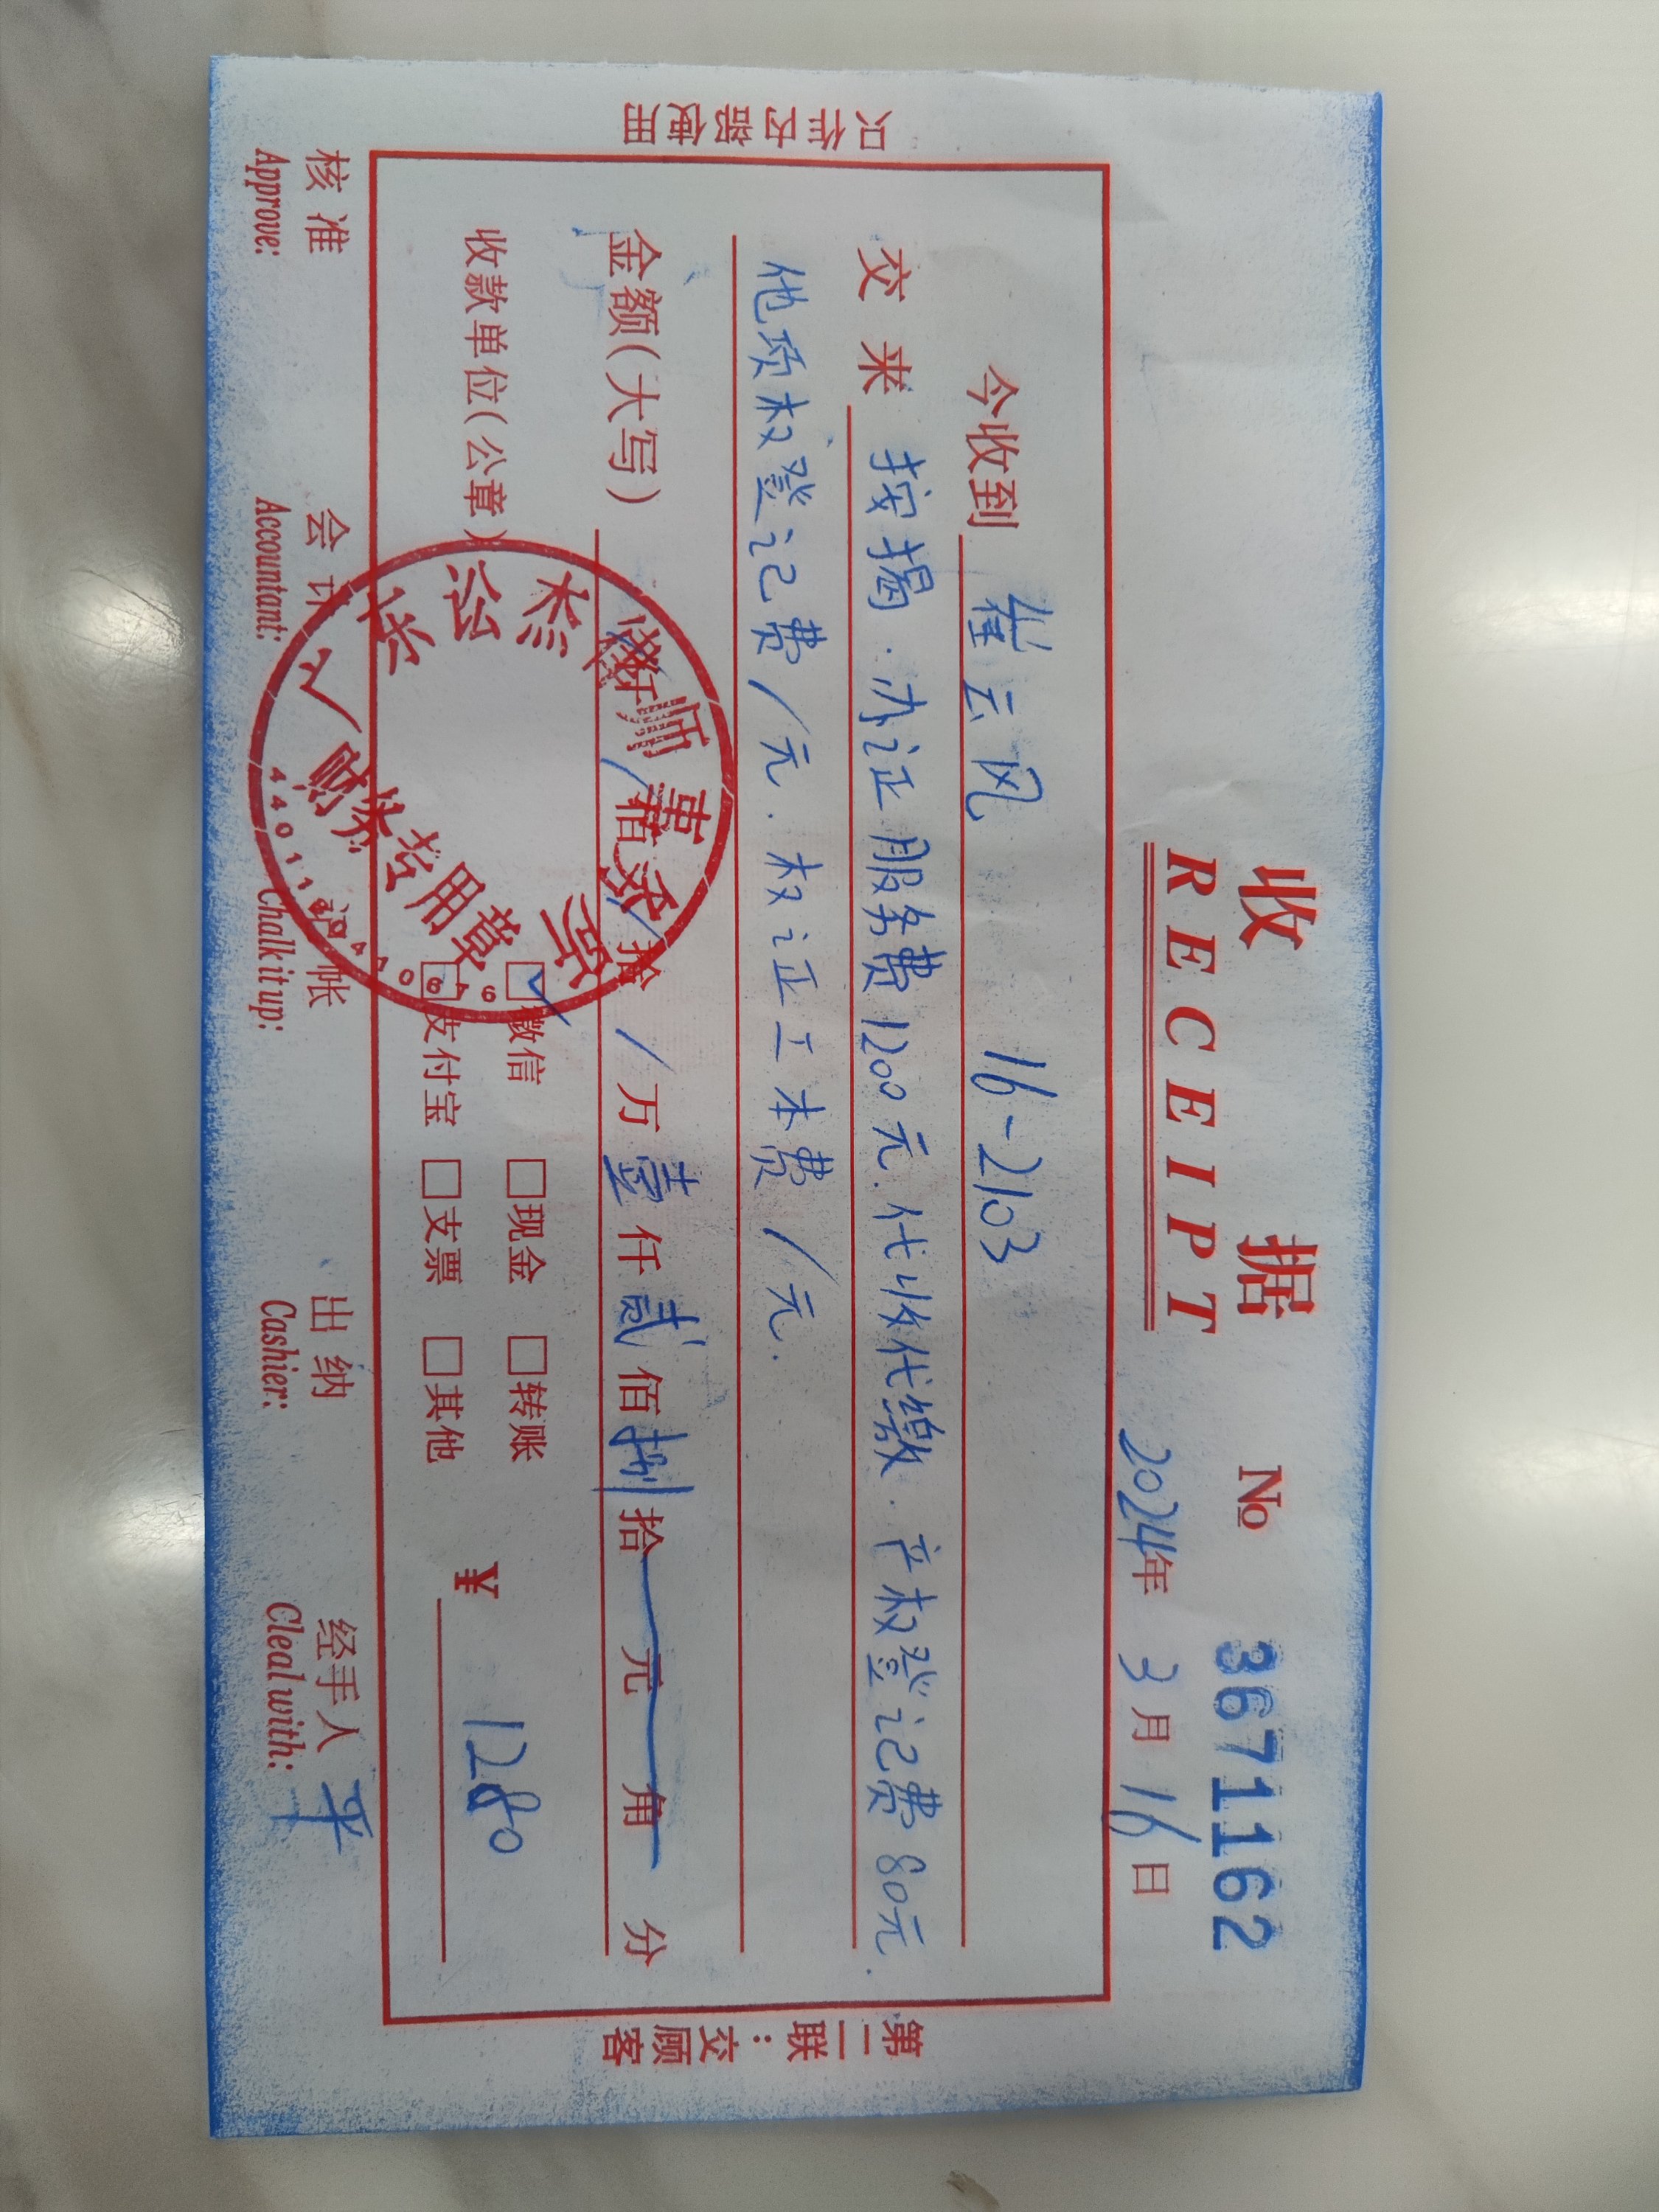 收 据
RECEIPT
№ 3671162
2024年 3月 16日
今收到 崔云风 16-2103
交来 按揭.办证服务费1200元.代收代缴.产权登记费80元.
他项权登记费/元.权证工本费/元.
金额(大写) / 佰 / 拾 / 万 壹 仟 贰 佰 捌 拾 元 角 分
收款单位(公章)
☑微信 □现金 □转账
□支付宝 □支票 □其他
¥ 1280
核准 会计 记帐 出纳 经手人
Approve: Accountant: Chalk it up: Cashier: Cleal with:
第二联：交顾客
财务专用章